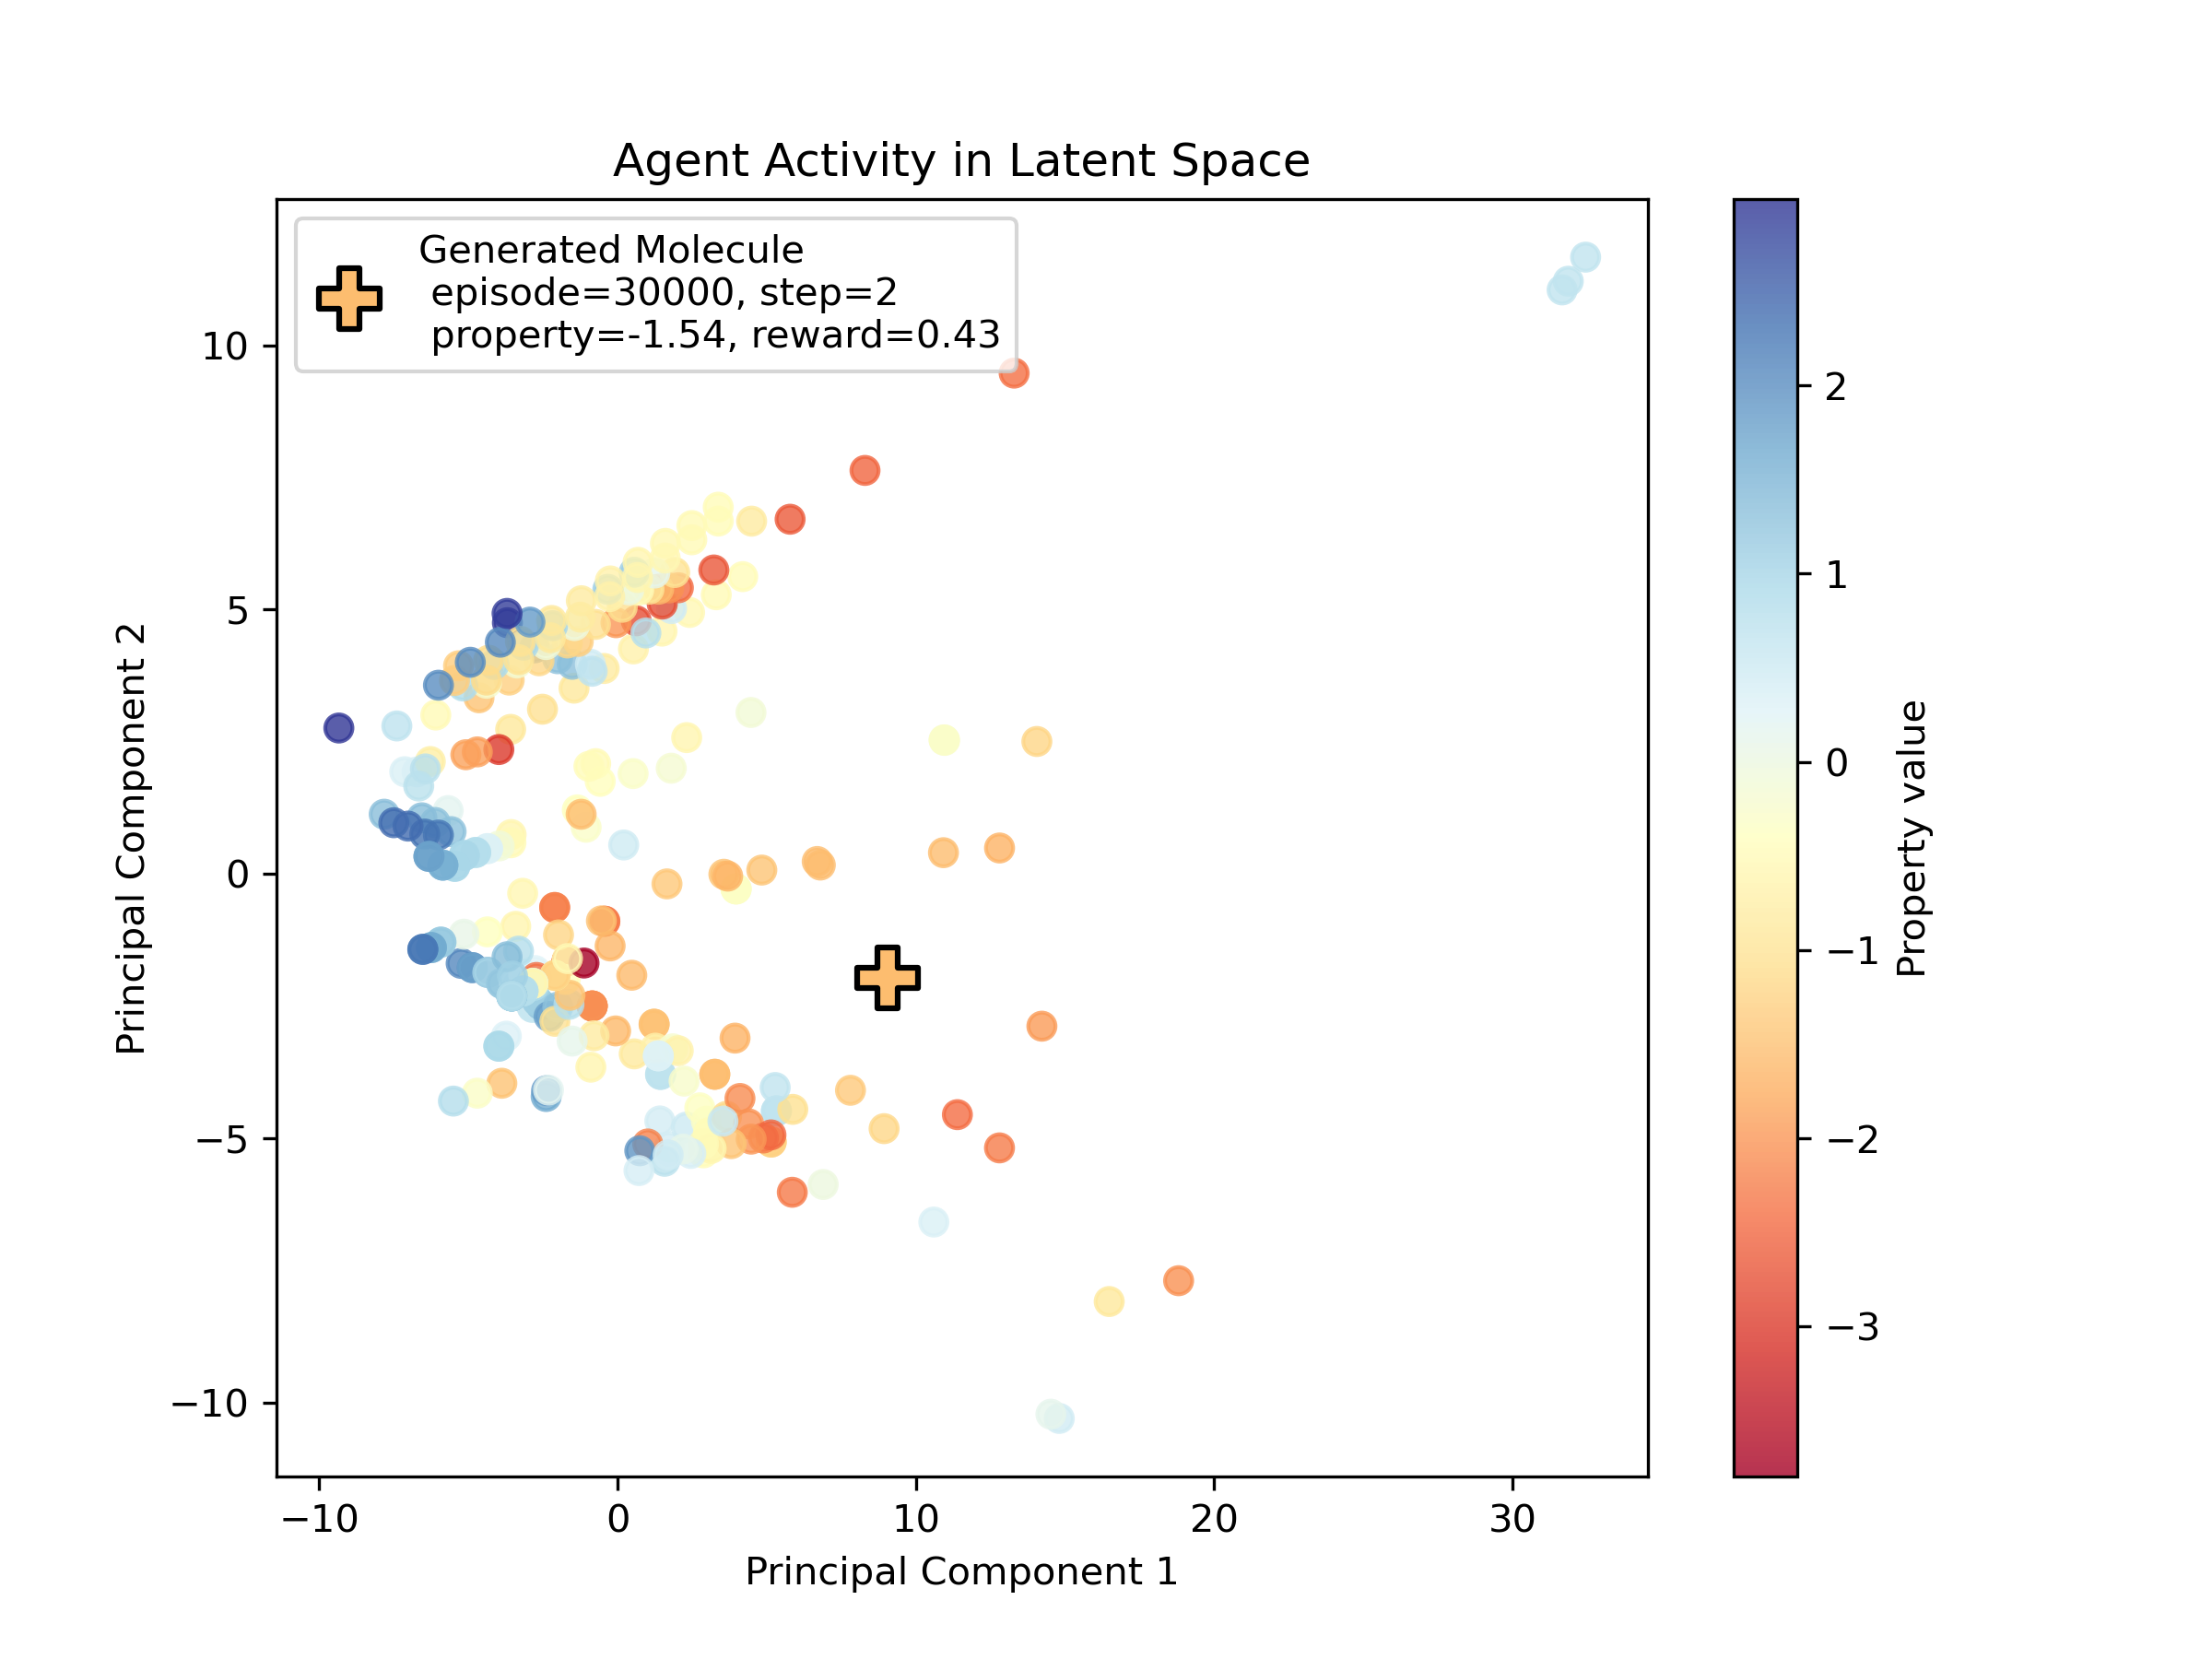 Agent Activity in Latent Space
Generated Molecule
episode=30000, step=2
property=-1.54, reward=0.43
10
5
0
−5
−10
Principal Component 2
−10
0
10
20
30
Principal Component 1
2
1
0
−1
−2
−3
Property value